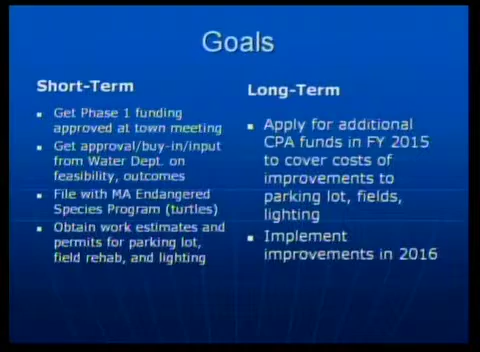 Goals
Short-Term
Get Phase 1 funding
approved at town meeting
Get approval/buy-in/input
from Water Dept. on
feasibility, outcomes
File with MA Endangered
Species Program (turtles)
Obtain work estimates and
permits for parking lot,
field rehab, and lighting
Long-Term
Apply for additional
CPA funds in FY 2015
to cover costs of
improvements to
parking lot, fields,
lighting
Implement
improvements in 2016